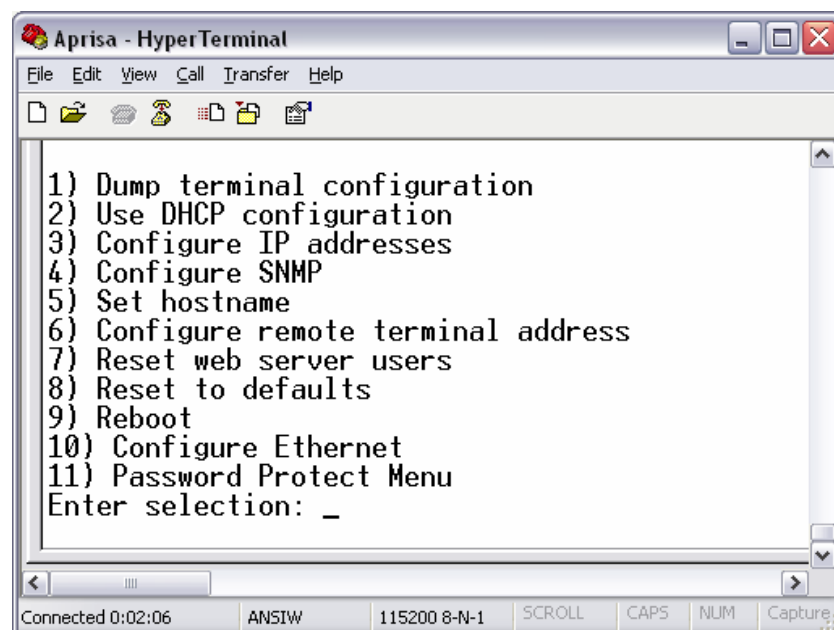 Aprisa - HyperTerminal
File Edit View Call Transfer Help
1) Dump terminal configuration
2) Use DHCP configuration
3) Configure IP addresses
4) Configure SNMP
5) Set hostname
6) Configure remote terminal address
7) Reset web server users
8) Reset to defaults
9) Reboot
10) Configure Ethernet
11) Password Protect Menu
Enter selection: _
Connected 0:02:06 ANSIW 115200 8-N-1 SCROLL CAPS NUM Capture